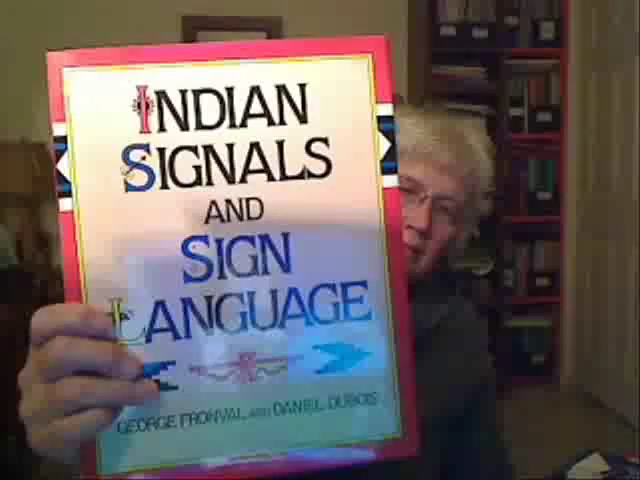 INDIAN
SIGNALS
AND
SIGN
LANGUAGE
GEORGE FRONVAL AND DANIEL DUBOIS